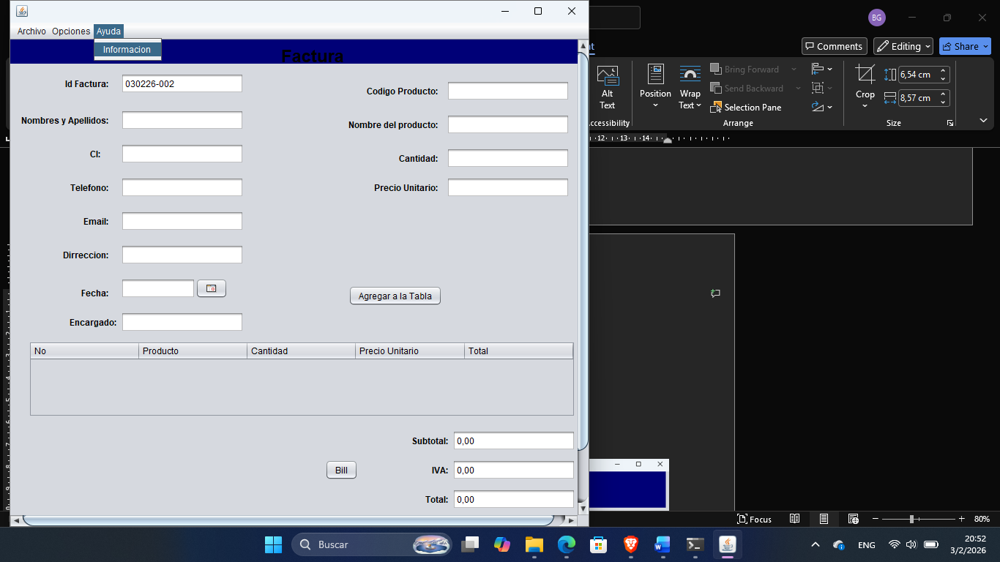 Archivo Opciones Ayuda
Informacion
Factura
Id Factura: 030226-002
Nombres y Apellidos:
CI:
Telefono:
Email:
Dirreccion:
Fecha:
Encargado:
Codigo Producto:
Nombre del producto:
Cantidad:
Precio Unitario:
Agregar a la Tabla
No Producto Cantidad Precio Unitario Total
Subtotal: 0,00
Bill IVA: 0,00
Total: 0,00
BG
Comments Editing Share
Alt Text
Position
Wrap Text
Bring Forward
Send Backward
Selection Pane
Crop
6,54 cm
8,57 cm
ccessibility Arrange Size
12 13 14
Focus 80%
Buscar
ENG
20:52
3/2/2026